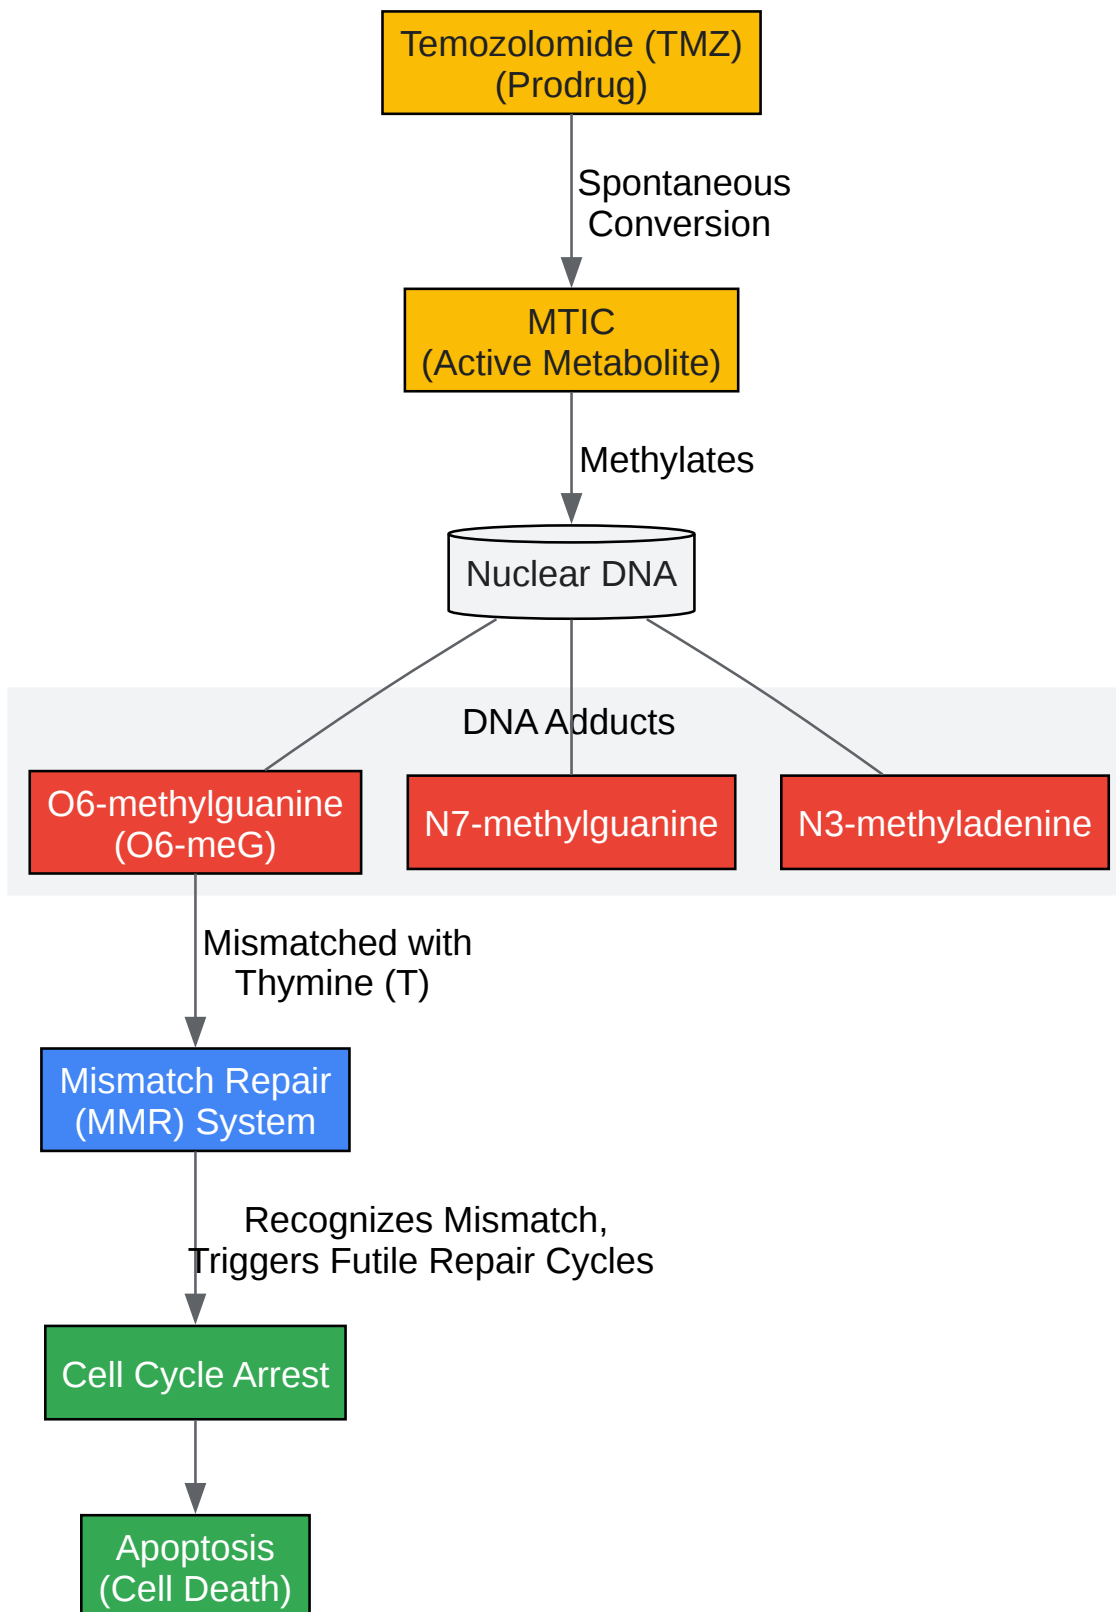 Temozolomide (TMZ)
(Prodrug)
Spontaneous
Conversion
MTIC
(Active Metabolite)
Methylates
Nuclear DNA
DNA Adducts
O6-methylguanine
(O6-meG)
N7-methylguanine
N3-methyladenine
Mismatched with
Thymine (T)
Mismatch Repair
(MMR) System
Recognizes Mismatch,
Triggers Futile Repair Cycles
Cell Cycle Arrest
Apoptosis
(Cell Death)